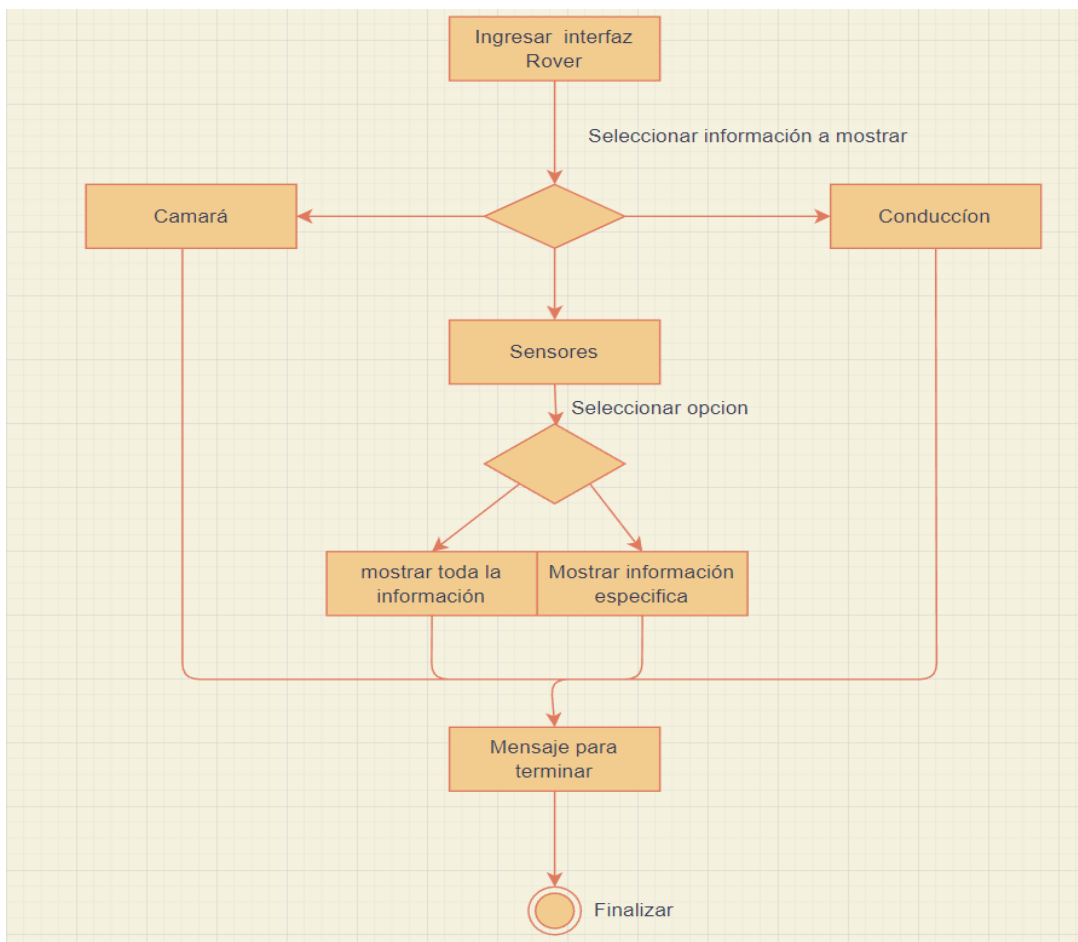 Ingresar interfaz
Rover
Seleccionar información a mostrar
Camará
Conduccíon
Sensores
Seleccionar opcion
mostrar toda la
información
Mostrar información
especifica
Mensaje para
terminar
Finalizar